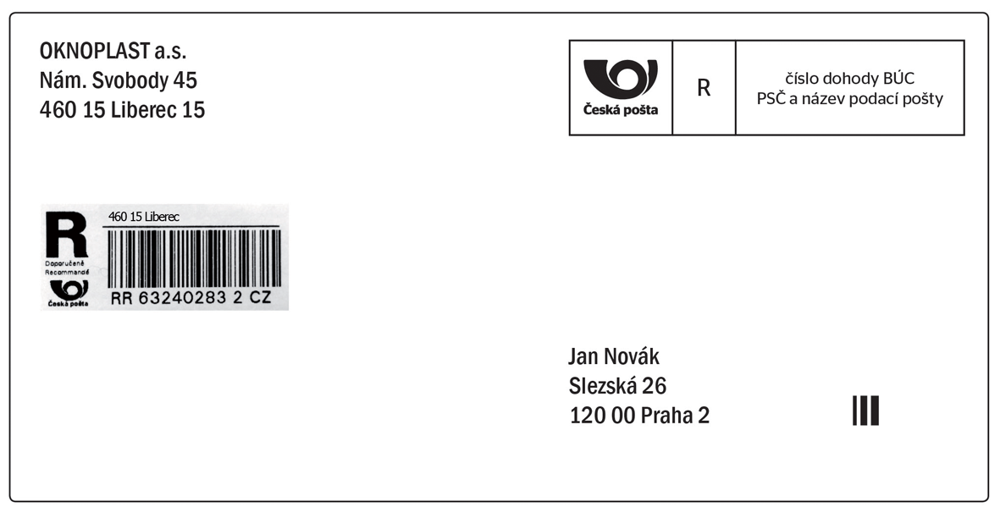 OKNOPLAST a.s.
Nám. Svobody 45
460 15 Liberec 15
Česká pošta
R
číslo dohody BÚC
PSČ a název podací pošty
R
Doporučené
Recommandé
Česká pošta
460 15 Liberec
RR 63240283 2 CZ
Jan Novák
Slezská 26
120 00 Praha 2